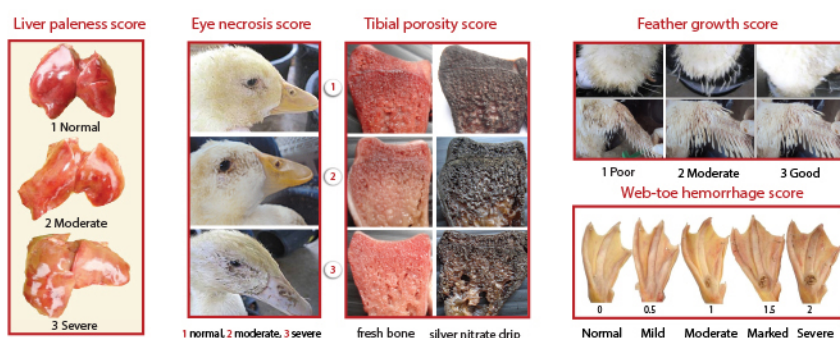 Liver paleness score
1 Normal
2 Moderate
3 Severe
Eye necrosis score
Tibial porosity score
1
2
3
1 normal, 2 moderate, 3 severe
fresh bone silver nitrate drip
Feather growth score
1 Poor 2 Moderate 3 Good
Web-toe hemorrhage score
0 0.5 1 1.5 2
Normal Mild Moderate Marked Severe